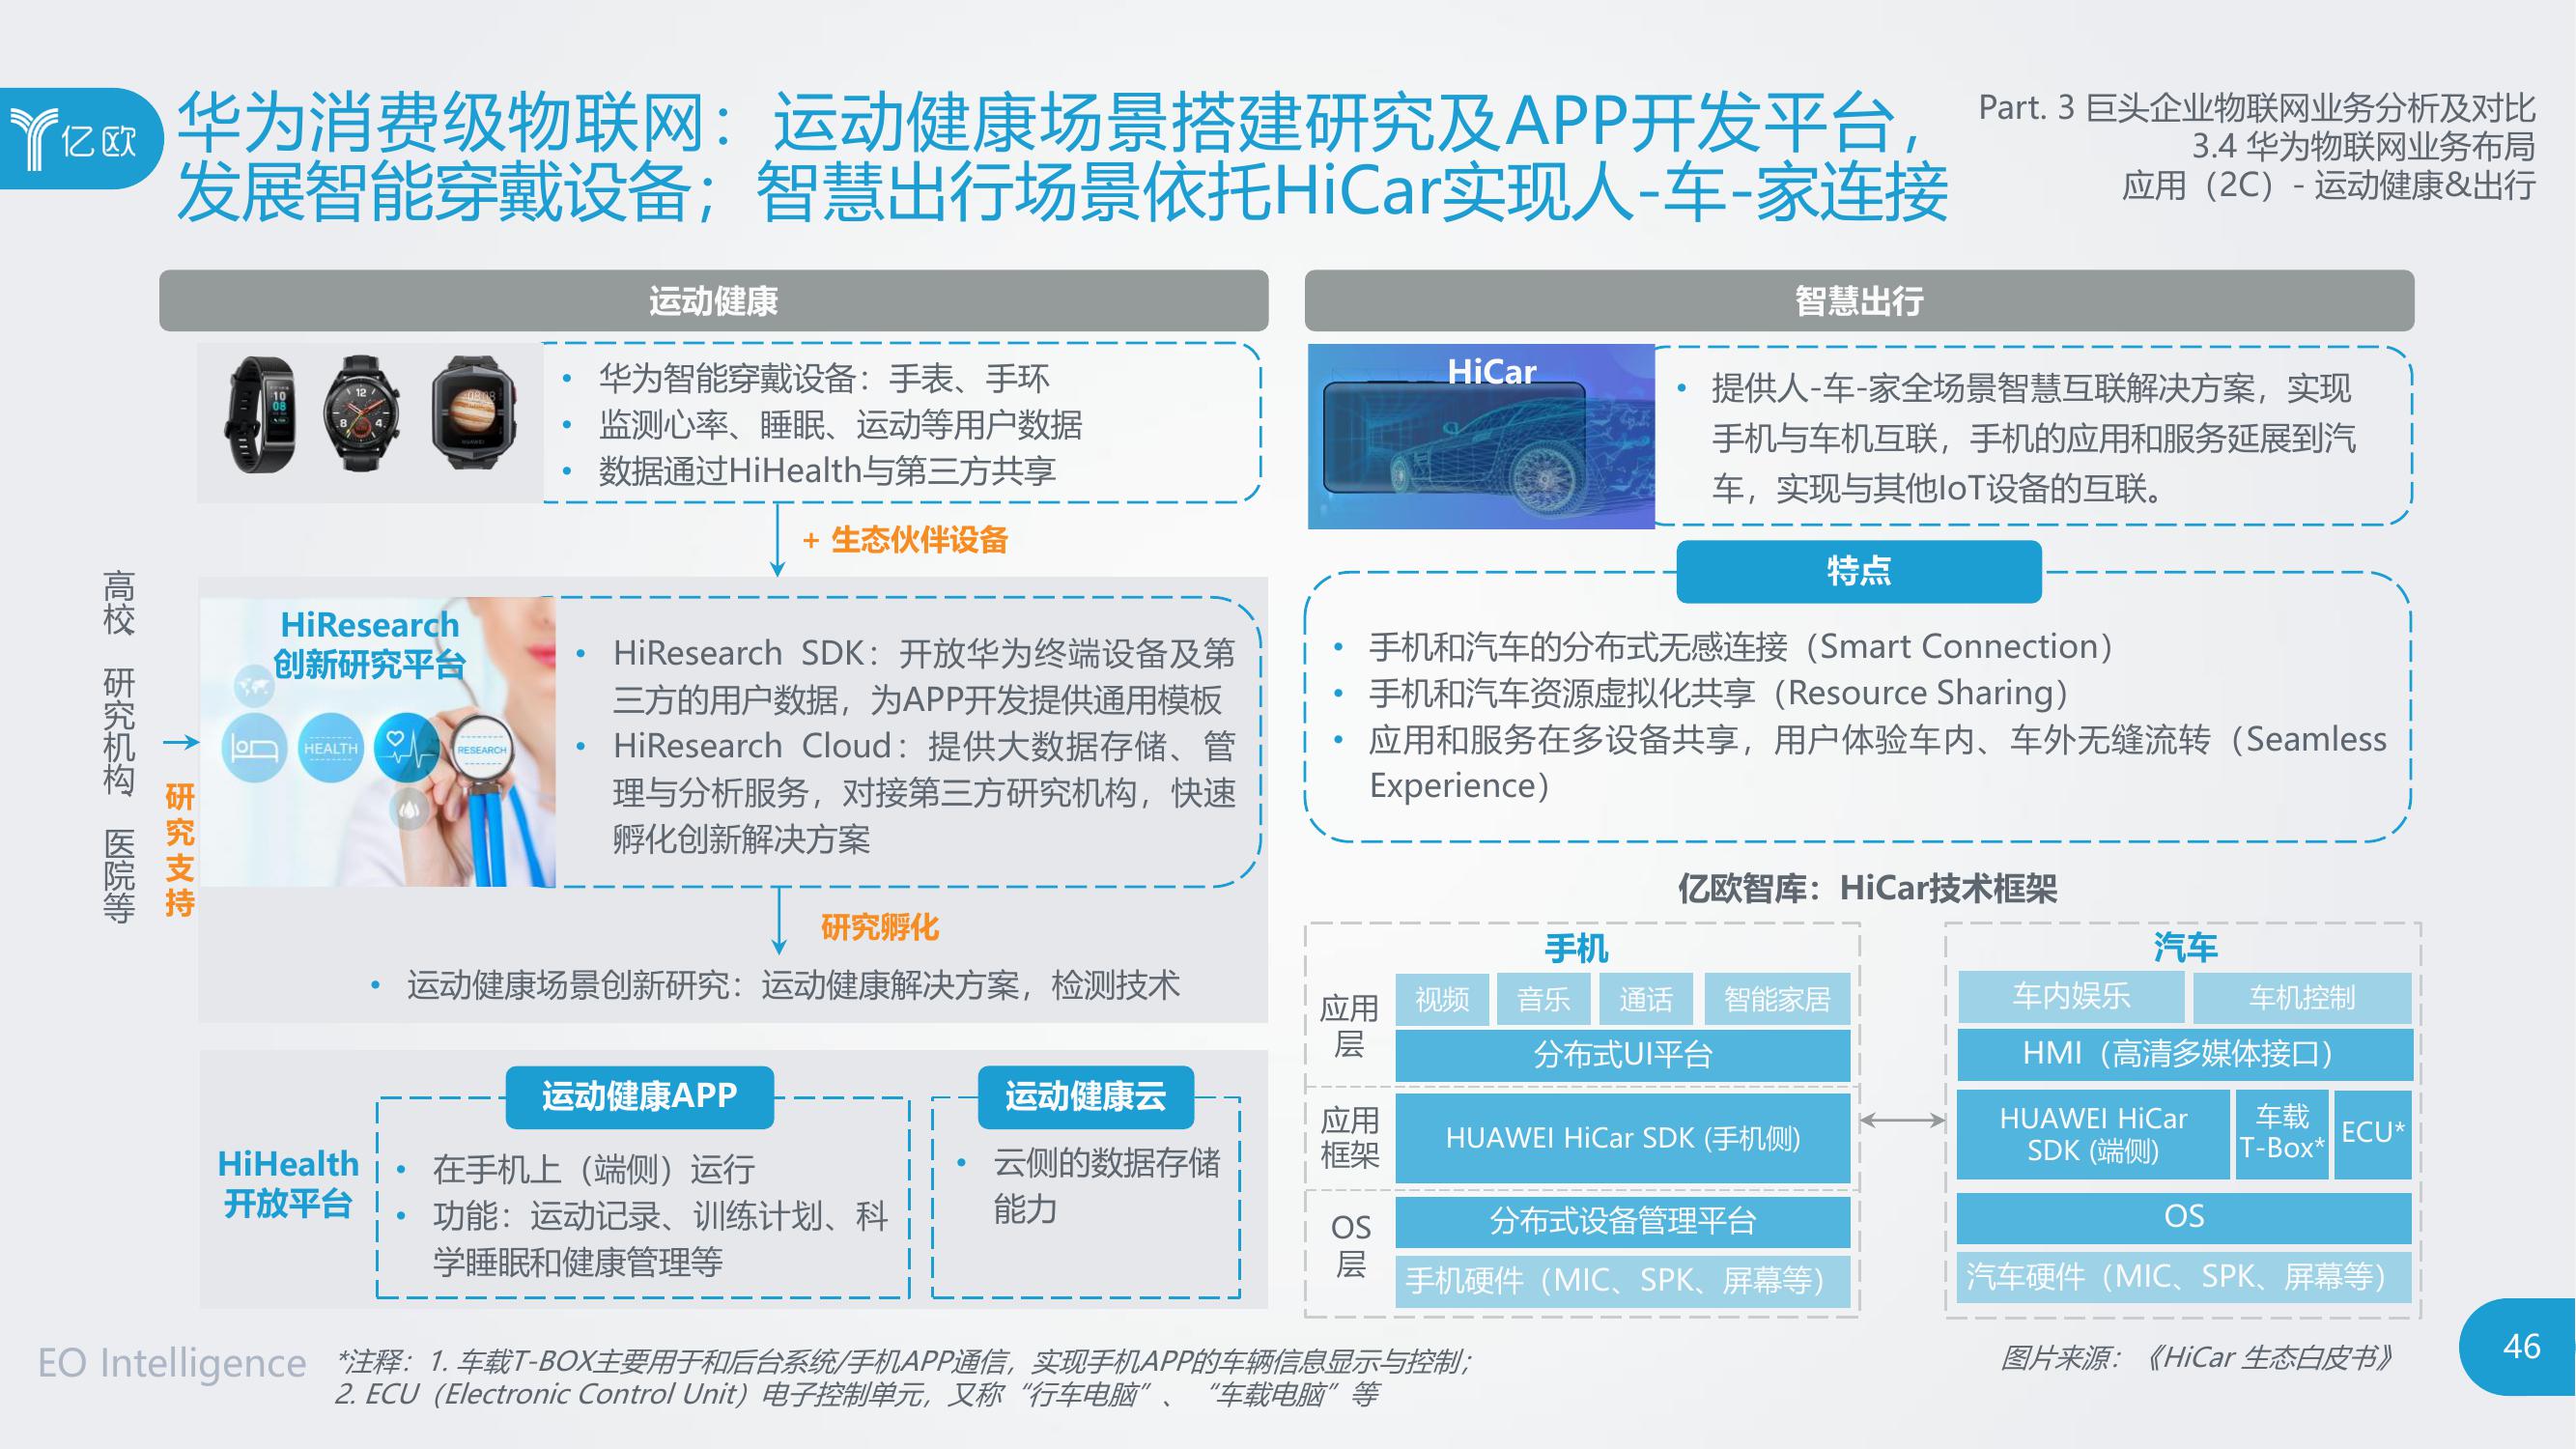 亿欧
华为消费级物联网：运动健康场景搭建研究及APP开发平台，
发展智能穿戴设备；智慧出行场景依托HiCar实现人-车-家连接
Part. 3 巨头企业物联网业务分析及对比
3.4 华为物联网业务布局
应用（2C）- 运动健康&出行
运动健康
• 华为智能穿戴设备：手表、手环
• 监测心率、睡眠、运动等用户数据
• 数据通过HiHealth与第三方共享
+ 生态伙伴设备
高校、研究机构、医院等
研究支持
HiResearch
创新研究平台
HEALTH
RESEARCH
• HiResearch SDK：开放华为终端设备及第
三方的用户数据，为APP开发提供通用模板
• HiResearch Cloud：提供大数据存储、管
理与分析服务，对接第三方研究机构，快速
孵化创新解决方案
研究孵化
• 运动健康场景创新研究：运动健康解决方案，检测技术
HiHealth
开放平台
运动健康APP
• 在手机上（端侧）运行
• 功能：运动记录、训练计划、科
学睡眠和健康管理等
运动健康云
• 云侧的数据存储
能力
智慧出行
HiCar
• 提供人-车-家全场景智慧互联解决方案，实现
手机与车机互联，手机的应用和服务延展到汽
车，实现与其他IoT设备的互联。
特点
• 手机和汽车的分布式无感连接（Smart Connection）
• 手机和汽车资源虚拟化共享（Resource Sharing）
• 应用和服务在多设备共享，用户体验车内、车外无缝流转（Seamless
Experience）
亿欧智库：HiCar技术框架
手机
应用
层
视频
音乐
通话
智能家居
分布式UI平台
应用
框架
HUAWEI HiCar SDK (手机侧)
OS
层
分布式设备管理平台
手机硬件（MIC、SPK、屏幕等）
汽车
车内娱乐
车机控制
HMI（高清多媒体接口）
HUAWEI HiCar
SDK (端侧)
车载
T-Box*
ECU*
OS
汽车硬件（MIC、SPK、屏幕等）
EO Intelligence
*注释：1. 车载T-BOX主要用于和后台系统/手机APP通信，实现手机APP的车辆信息显示与控制；
2. ECU（Electronic Control Unit）电子控制单元，又称“行车电脑”、“车载电脑”等
图片来源：《HiCar 生态白皮书》
46